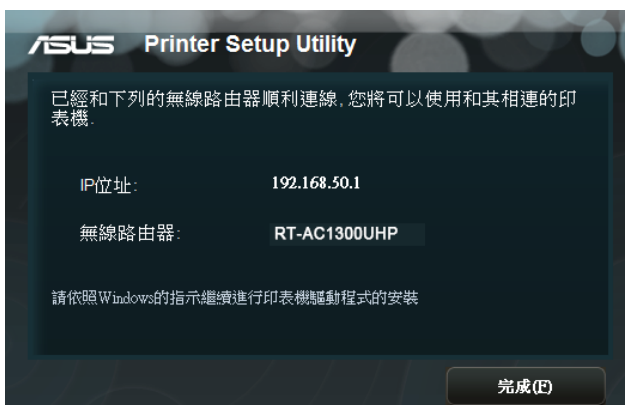 ASUS Printer Setup Utility
已經和下列的無線路由器順利連線,您將可以使用和其相連的印
表機.
IP位址: 192.168.50.1
無線路由器: RT-AC1300UHP
請依照Windows的指示繼續進行印表機驅動程式的安裝
完成(F)